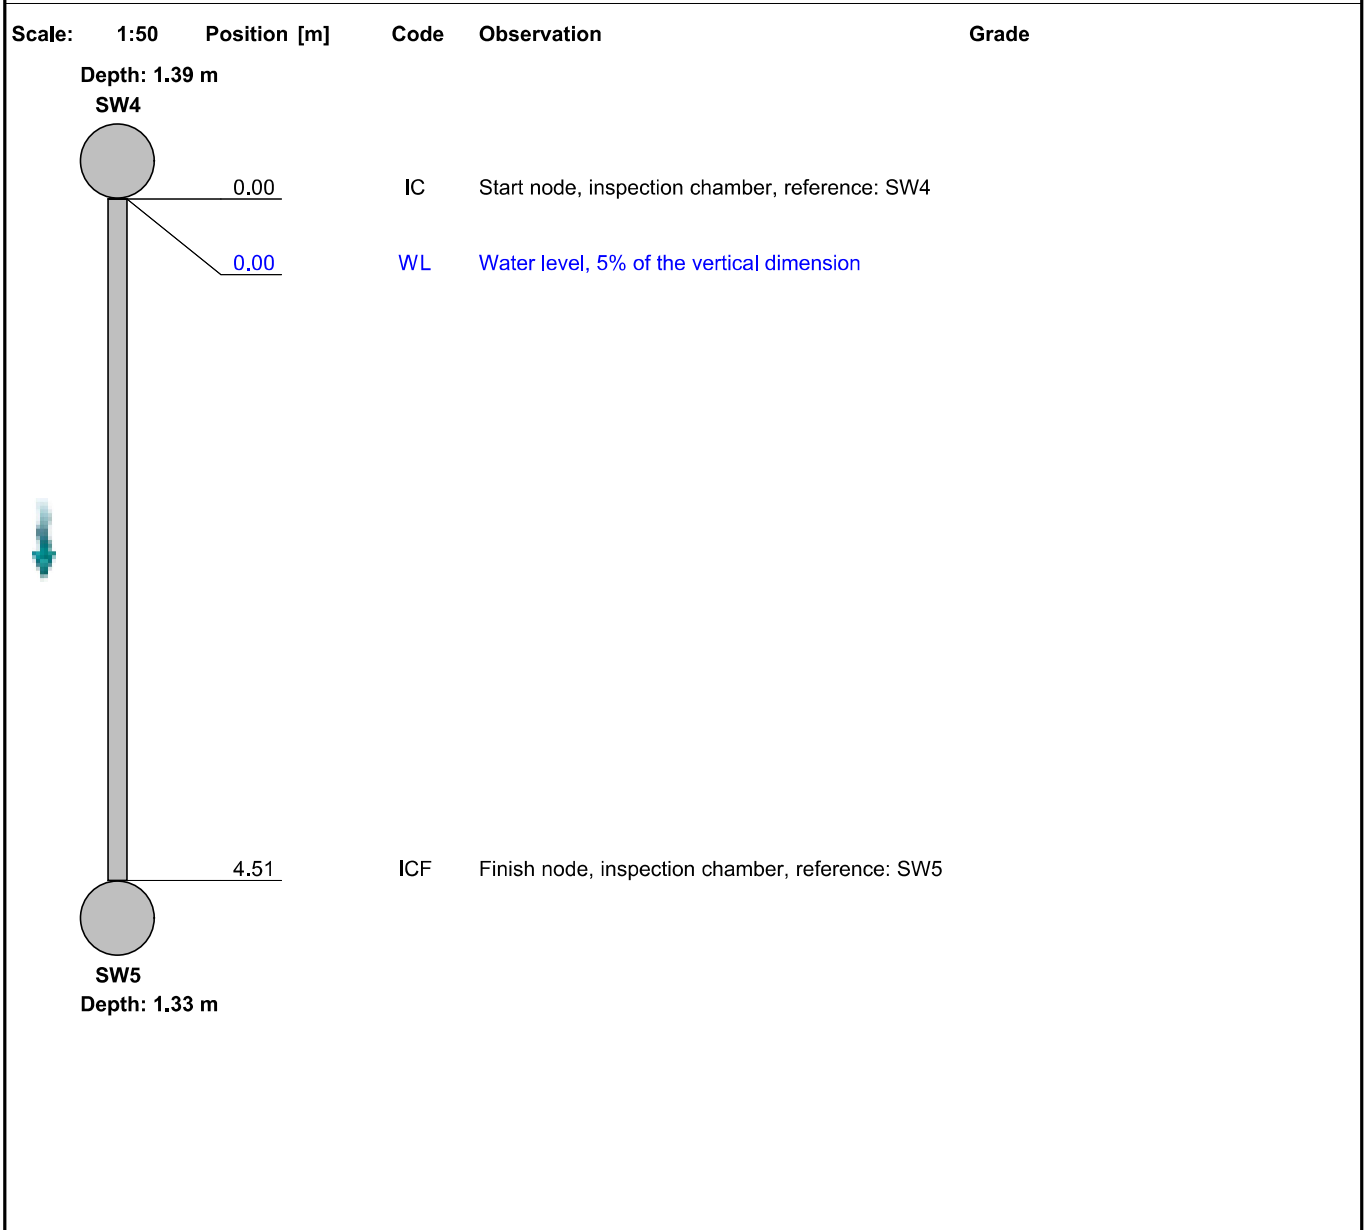 Scale: 1:50 Position [m] Code Observation Grade
Depth: 1.39 m
SW4
0.00 IC Start node, inspection chamber, reference: SW4
0.00 WL Water level, 5% of the vertical dimension
4.51 ICF Finish node, inspection chamber, reference: SW5
SW5
Depth: 1.33 m